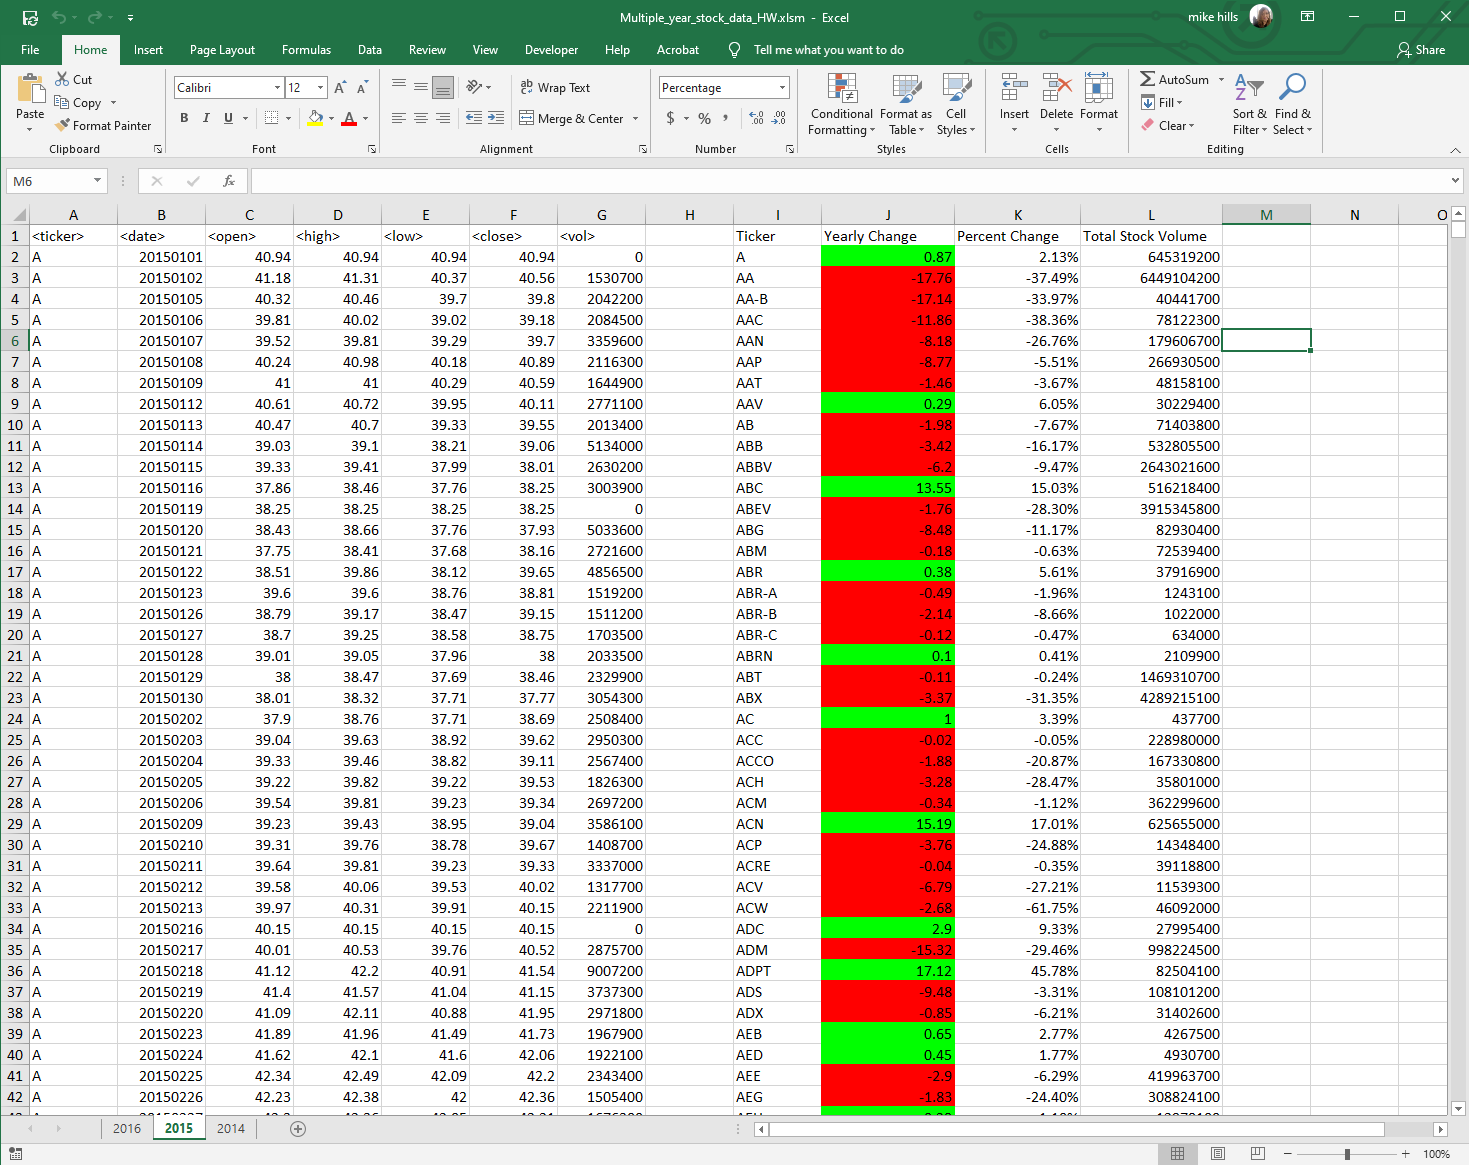 Multiple_year_stock_data_HW.xlsm - Excel
mike hills
File Home Insert Page Layout Formulas Data Review View Developer Help Acrobat Tell me what you want to do Share
Paste
Cut
Copy
Format Painter
Clipboard
Calibri 12
B I U
Font
Wrap Text
Merge & Center
Alignment
Percentage
$ % ,
Number
Conditional Formatting
Format as Table
Cell Styles
Styles
Insert Delete Format
Cells
AutoSum
Fill
Clear
Sort & Filter
Find & Select
Editing
M6 fx
A B C D E F G H I J K L M N O
1 <ticker> <date> <open> <high> <low> <close> <vol> Ticker Yearly Change Percent Change Total Stock Volume
2 A 20150101 40.94 40.94 40.94 40.94 0 A 0.87 2.13% 645319200
3 A 20150102 41.18 41.31 40.37 40.56 1530700 AA -17.76 -37.49% 6449104200
4 A 20150105 40.32 40.46 39.7 39.8 2042200 AA-B -17.14 -33.97% 40441700
5 A 20150106 39.81 40.02 39.02 39.18 2084500 AAC -11.86 -38.36% 78122300
6 A 20150107 39.52 39.81 39.29 39.7 3359600 AAN -8.18 -26.76% 179606700
7 A 20150108 40.24 40.98 40.18 40.89 2116300 AAP -8.77 -5.51% 266930500
8 A 20150109 41 41 40.29 40.59 1644900 AAT -1.46 -3.67% 48158100
9 A 20150112 40.61 40.72 39.95 40.11 2771100 AAV 0.29 6.05% 30229400
10 A 20150113 40.47 40.7 39.33 39.55 2013400 AB -1.98 -7.67% 71403800
11 A 20150114 39.03 39.1 38.21 39.06 5134000 ABB -3.42 -16.17% 532805500
12 A 20150115 39.33 39.41 37.99 38.01 2630200 ABBV -6.2 -9.47% 2643021600
13 A 20150116 37.86 38.46 37.76 38.25 3003900 ABC 13.55 15.03% 516218400
14 A 20150119 38.25 38.25 38.25 38.25 0 ABEV -1.76 -28.30% 3915345800
15 A 20150120 38.43 38.66 37.76 37.93 5033600 ABG -8.48 -11.17% 82930400
16 A 20150121 37.75 38.41 37.68 38.16 2721600 ABM -0.18 -0.63% 72539400
17 A 20150122 38.51 39.86 38.12 39.65 4856500 ABR 0.38 5.61% 37916900
18 A 20150123 39.6 39.6 38.76 38.81 1519200 ABR-A -0.49 -1.96% 1243100
19 A 20150126 38.79 39.17 38.47 39.15 1511200 ABR-B -2.14 -8.66% 1022000
20 A 20150127 38.7 39.25 38.58 38.75 1703500 ABR-C -0.12 -0.47% 634000
21 A 20150128 39.01 39.05 37.96 38 2033500 ABRN 0.1 0.41% 2109900
22 A 20150129 38 38.47 37.69 38.46 2329900 ABT -0.11 -0.24% 1469310700
23 A 20150130 38.01 38.32 37.71 37.77 3054300 ABX -3.37 -31.35% 4289215100
24 A 20150202 37.9 38.76 37.71 38.69 2508400 AC 1 3.39% 437700
25 A 20150203 39.04 39.63 38.92 39.62 2950300 ACC -0.02 -0.05% 228980000
26 A 20150204 39.33 39.46 38.82 39.11 2567400 ACCO -1.88 -20.87% 167330800
27 A 20150205 39.22 39.82 39.22 39.53 1826300 ACH -3.28 -28.47% 35801000
28 A 20150206 39.54 39.81 39.23 39.34 2697200 ACM -0.34 -1.12% 362299600
29 A 20150209 39.23 39.43 38.95 39.04 3586100 ACN 15.19 17.01% 625655000
30 A 20150210 39.31 39.76 38.78 39.67 1408700 ACP -3.76 -24.88% 14348400
31 A 20150211 39.64 39.81 39.23 39.33 3337000 ACRE -0.04 -0.35% 39118800
32 A 20150212 39.58 40.06 39.53 40.02 1317700 ACV -6.79 -27.21% 11539300
33 A 20150213 39.97 40.31 39.91 40.15 2211900 ACW -2.68 -61.75% 46092000
34 A 20150216 40.15 40.15 40.15 40.15 0 ADC 2.9 9.33% 27995400
35 A 20150217 40.01 40.53 39.76 40.52 2875700 ADM -15.32 -29.46% 998224500
36 A 20150218 41.12 42.2 40.91 41.54 9007200 ADPT 17.12 45.78% 82504100
37 A 20150219 41.4 41.57 41.04 41.15 3737300 ADS -9.48 -3.31% 108101200
38 A 20150220 41.09 42.11 40.88 41.95 2971800 ADX -0.85 -6.21% 31402600
39 A 20150223 41.89 41.96 41.49 41.73 1967900 AEB 0.65 2.77% 4267500
40 A 20150224 41.62 42.1 41.6 42.06 1922100 AED 0.45 1.77% 4930700
41 A 20150225 42.34 42.49 42.09 42.2 2343400 AEE -2.9 -6.29% 419963700
42 A 20150226 42.23 42.38 42 42.36 1505400 AEG -1.83 -24.40% 308824100
2016 2015 2014
100%